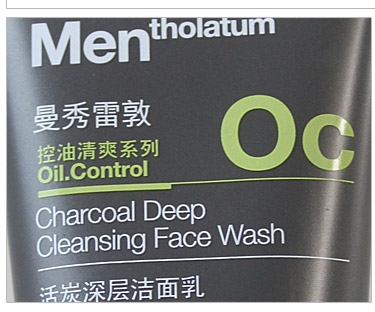 Mentholatum
曼秀雷敦
Oc
控油清爽系列
Oil.Control
Charcoal Deep
Cleansing Face Wash
活炭深层洁面乳